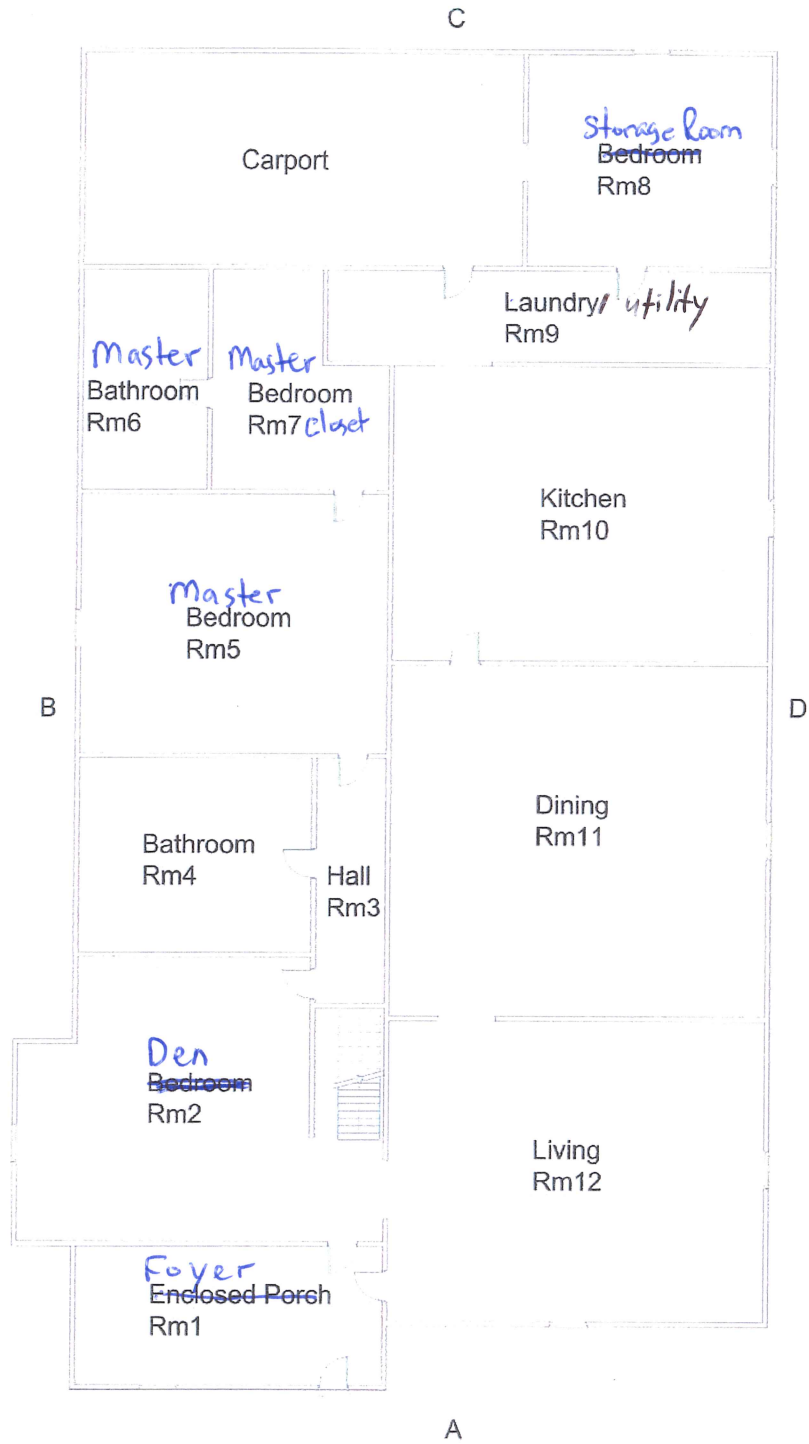 C
Carport
Storage Room
Bedroom
Rm8
Laundry/ utility
Rm9
Master
Bathroom
Rm6
Master
Bedroom
Rm7 closet
Kitchen
Rm10
Master
Bedroom
Rm5
B
D
Dining
Rm11
Bathroom
Rm4
Hall
Rm3
Den
Bedroom
Rm2
Living
Rm12
Foyer
Enclosed Porch
Rm1
A